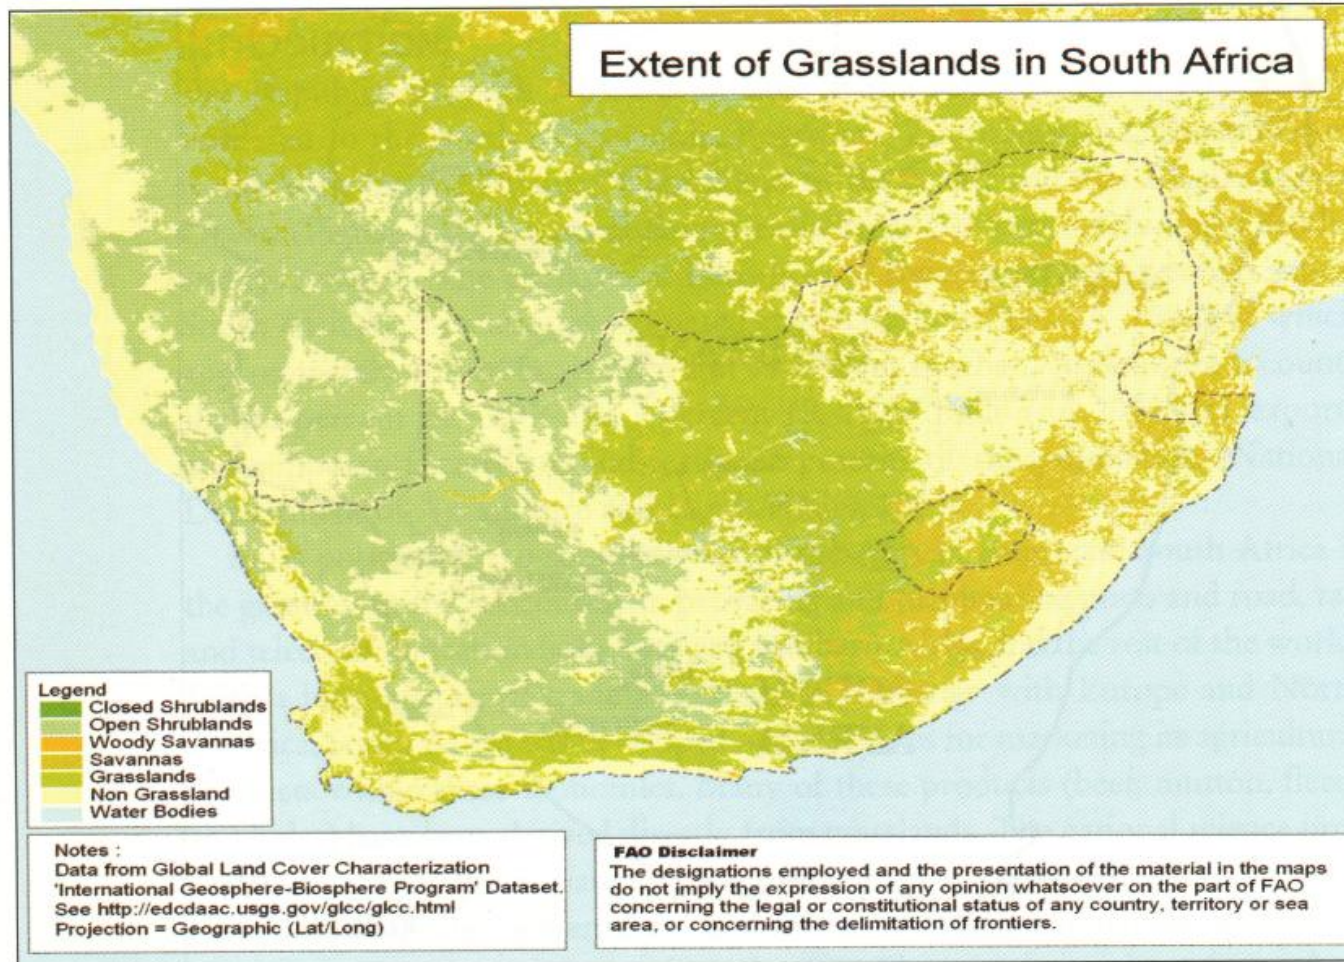 Extent of Grasslands in South Africa
Legend
Closed Shrublands
Open Shrublands
Woody Savannas
Savannas
Grasslands
Non Grassland
Water Bodies
Notes :
Data from Global Land Cover Characterization
'International Geosphere-Biosphere Program' Dataset.
See http://edcdaac.usgs.gov/glcc/glcc.html
Projection = Geographic (Lat/Long)
FAO Disclaimer
The designations employed and the presentation of the material in the maps
do not imply the expression of any opinion whatsoever on the part of FAO
concerning the legal or constitutional status of any country, territory or sea
area, or concerning the delimitation of frontiers.